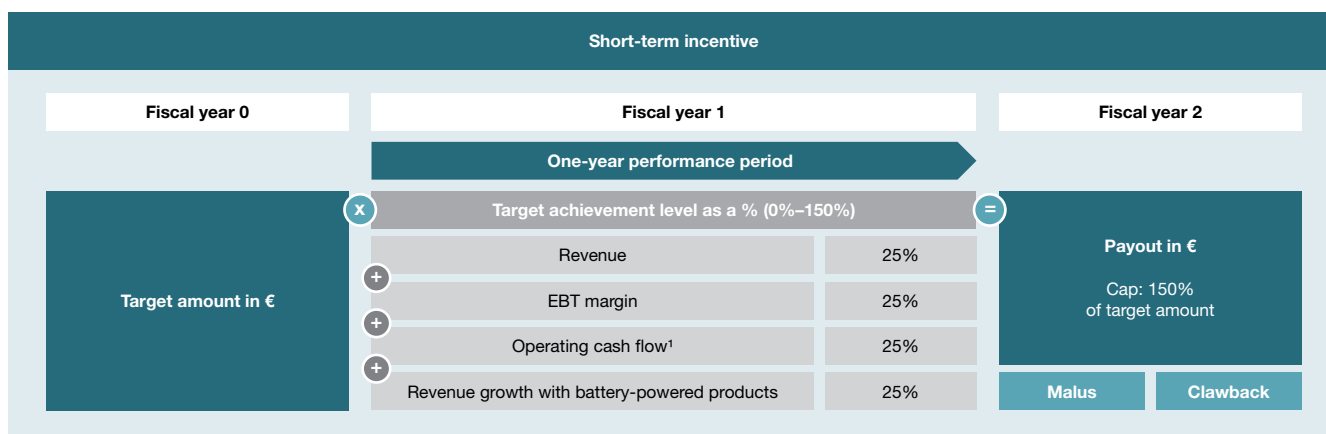 Short-term incentive
Fiscal year 0
Fiscal year 1
Fiscal year 2
One-year performance period
x
Target achievement level as a % (0%–150%)
=
Target amount in €
Revenue
25%
+
EBT margin
25%
+
Operating cash flow¹
25%
+
Revenue growth with battery-powered products
25%
Payout in €
Cap: 150%
of target amount
Malus
Clawback